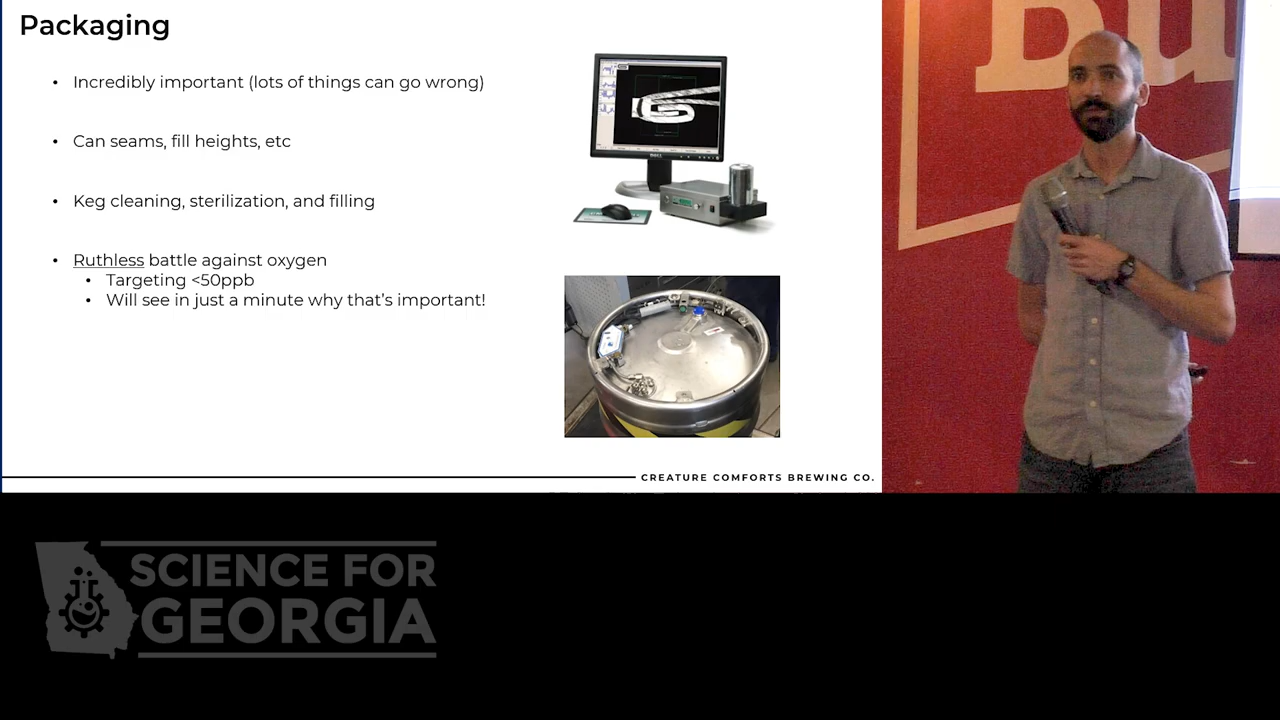 Packaging
• Incredibly important (lots of things can go wrong)
• Can seams, fill heights, etc
• Keg cleaning, sterilization, and filling
• Ruthless battle against oxygen
• Targeting <50ppb
• Will see in just a minute why that's important!
CREATURE COMFORTS BREWING CO.
SCIENCE FOR
GEORGIA